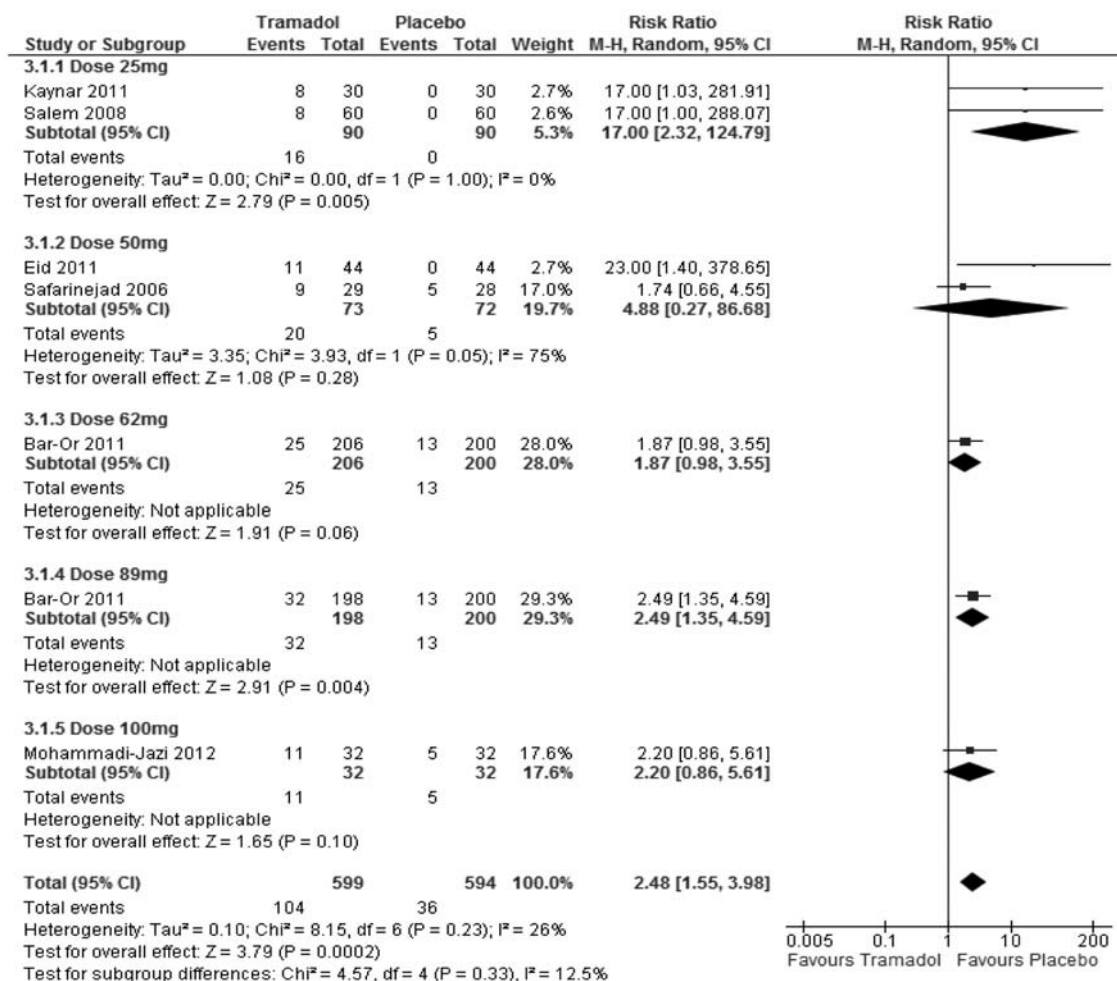 Tramadol Placebo Risk Ratio Risk Ratio
Study or Subgroup Events Total Events Total Weight M-H, Random, 95% CI M-H, Random, 95% CI
3.1.1 Dose 25mg
Kaynar 2011 8 30 0 30 2.7% 17.00 [1.03, 281.91]
Salem 2008 8 60 0 60 2.6% 17.00 [1.00, 288.07]
Subtotal (95% CI) 90 90 5.3% 17.00 [2.32, 124.79]
Total events 16 0
Heterogeneity: Tau² = 0.00; Chi² = 0.00, df = 1 (P = 1.00); I² = 0%
Test for overall effect: Z = 2.79 (P = 0.005)
3.1.2 Dose 50mg
Eid 2011 11 44 0 44 2.7% 23.00 [1.40, 378.65]
Safarinejad 2006 9 29 5 28 17.0% 1.74 [0.66, 4.55]
Subtotal (95% CI) 73 72 19.7% 4.88 [0.27, 86.68]
Total events 20 5
Heterogeneity: Tau² = 3.35; Chi² = 3.93, df = 1 (P = 0.05); I² = 75%
Test for overall effect: Z = 1.08 (P = 0.28)
3.1.3 Dose 62mg
Bar-Or 2011 25 206 13 200 28.0% 1.87 [0.98, 3.55]
Subtotal (95% CI) 206 200 28.0% 1.87 [0.98, 3.55]
Total events 25 13
Heterogeneity: Not applicable
Test for overall effect: Z = 1.91 (P = 0.06)
3.1.4 Dose 89mg
Bar-Or 2011 32 198 13 200 29.3% 2.49 [1.35, 4.59]
Subtotal (95% CI) 198 200 29.3% 2.49 [1.35, 4.59]
Total events 32 13
Heterogeneity: Not applicable
Test for overall effect: Z = 2.91 (P = 0.004)
3.1.5 Dose 100mg
Mohammadi-Jazi 2012 11 32 5 32 17.6% 2.20 [0.86, 5.61]
Subtotal (95% CI) 32 32 17.6% 2.20 [0.86, 5.61]
Total events 11 5
Heterogeneity: Not applicable
Test for overall effect: Z = 1.65 (P = 0.10)
Total (95% CI) 599 594 100.0% 2.48 [1.55, 3.98]
Total events 104 36
Heterogeneity: Tau² = 0.10; Chi² = 8.15, df = 6 (P = 0.23); I² = 26%
Test for overall effect: Z = 3.79 (P = 0.0002)
Test for subgroup differences: Chi² = 4.57, df = 4 (P = 0.33), I² = 12.5%
0.005 0.1 1 10 200
Favours Tramadol Favours Placebo